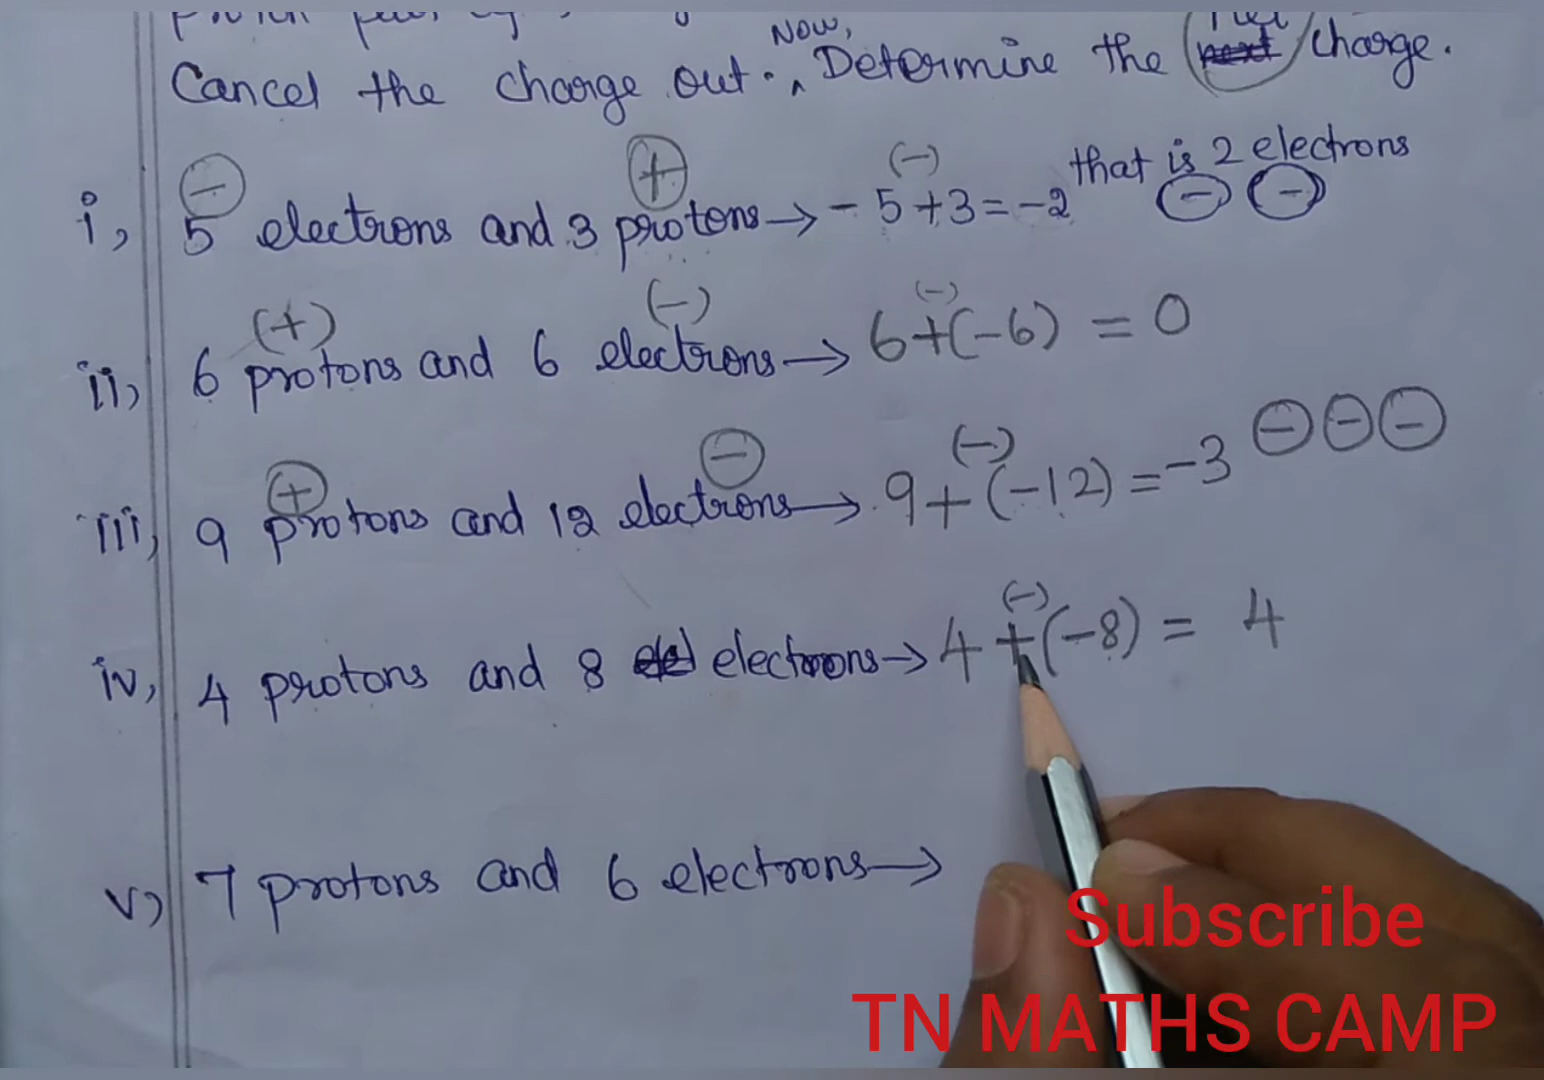 Cancel the charge out. Now, Determine the Net charge.
i, 5 electrons and 3 protons → - 5 + 3 = -2 that is 2 electrons
ii, 6 protons and 6 electrons → 6 + (-6) = 0
iii, 9 protons and 12 electrons → 9 + (-12) = -3
iv, 4 protons and 8 electrons → 4 + (-8) = 4
v, 7 protons and 6 electrons →
Subscribe
TN MATHS CAMP